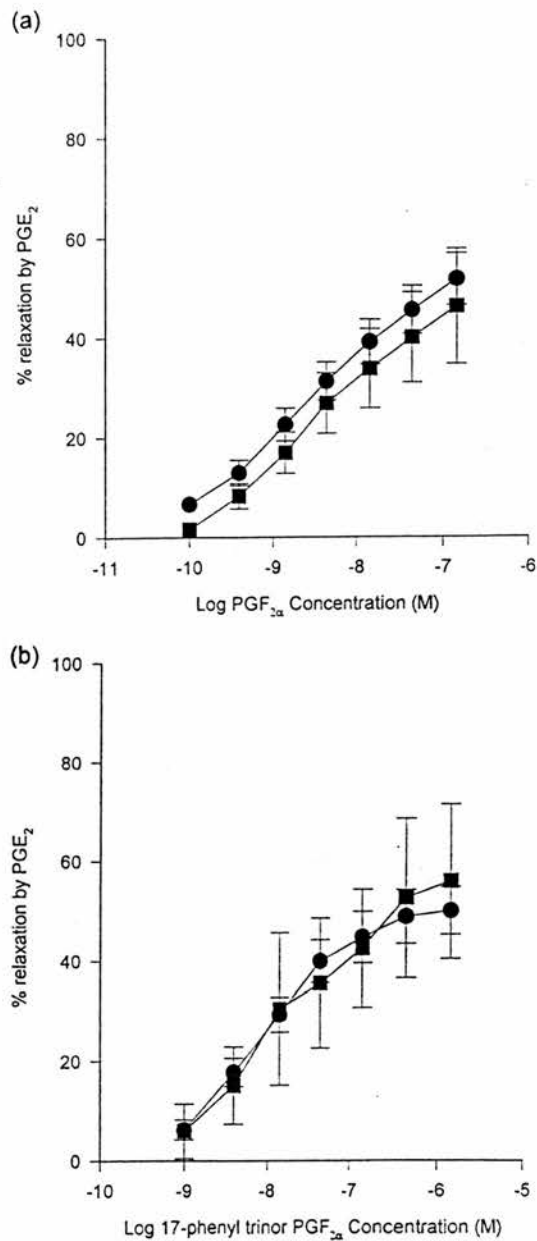 (a)
100
80
60
40
20
0
% relaxation by PGE₂
-11 -10 -9 -8 -7 -6
Log PGF₂α Concentration (M)
(b)
100
80
60
40
20
0
% relaxation by PGE₂
-10 -9 -8 -7 -6 -5
Log 17-phenyl trinor PGF₂α Concentration (M)